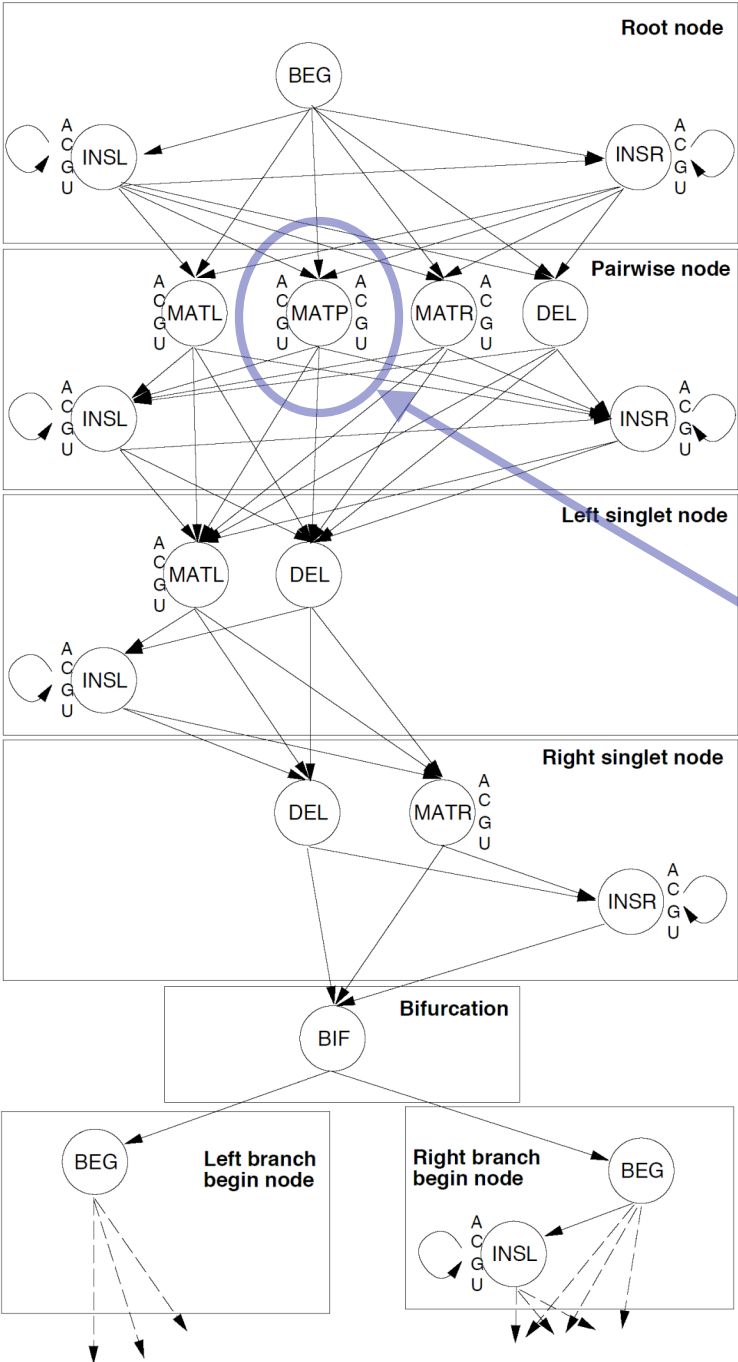 Root node
BEG
A
C
G
U
INSL
INSR
A
C
G
U
Pairwise node
A
C
G
U
MATL
A
C
G
U
MATP
A
C
G
U
MATR
A
C
G
U
DEL
A
C
G
U
INSL
INSR
A
C
G
U
Left singlet node
A
C
G
U
MATL
DEL
A
C
G
U
INSL
Right singlet node
DEL
MATR
A
C
G
U
INSR
A
C
G
U
Bifurcation
BIF
BEG
Left branch
begin node
Right branch
begin node
BEG
A
C
G
U
INSL